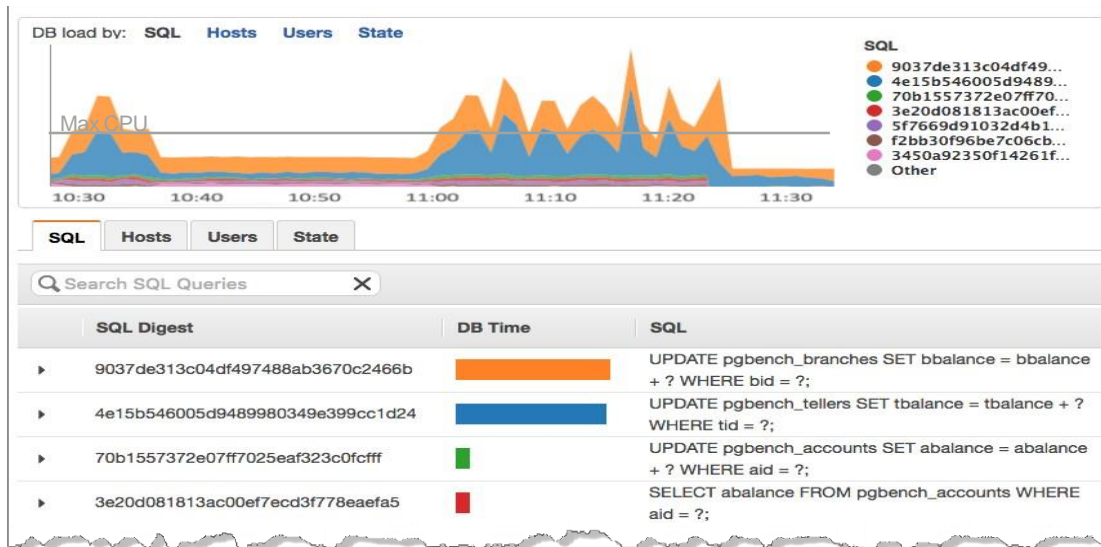 DB load by: SQL Hosts Users State
Max CPU
10:30 10:40 10:50 11:00 11:10 11:20 11:30
SQL
9037de313c04df49...
4e15b546005d9489...
70b1557372e07ff70...
3e20d081813ac00ef...
5f7669d91032d4b1...
f2bb30f96be7c06cb...
3450a92350f14261f...
Other
SQL Hosts Users State
Search SQL Queries
SQL Digest DB Time SQL
9037de313c04df497488ab3670c2466b UPDATE pgbench_branches SET bbalance = bbalance
+ ? WHERE bid = ?;
4e15b546005d9489980349e399cc1d24 UPDATE pgbench_tellers SET tbalance = tbalance + ?
WHERE tid = ?;
70b1557372e07ff7025eaf323c0fcfff UPDATE pgbench_accounts SET abalance = abalance
+ ? WHERE aid = ?;
3e20d081813ac00ef7ecd3f778eaefa5 SELECT abalance FROM pgbench_accounts WHERE
aid = ?;